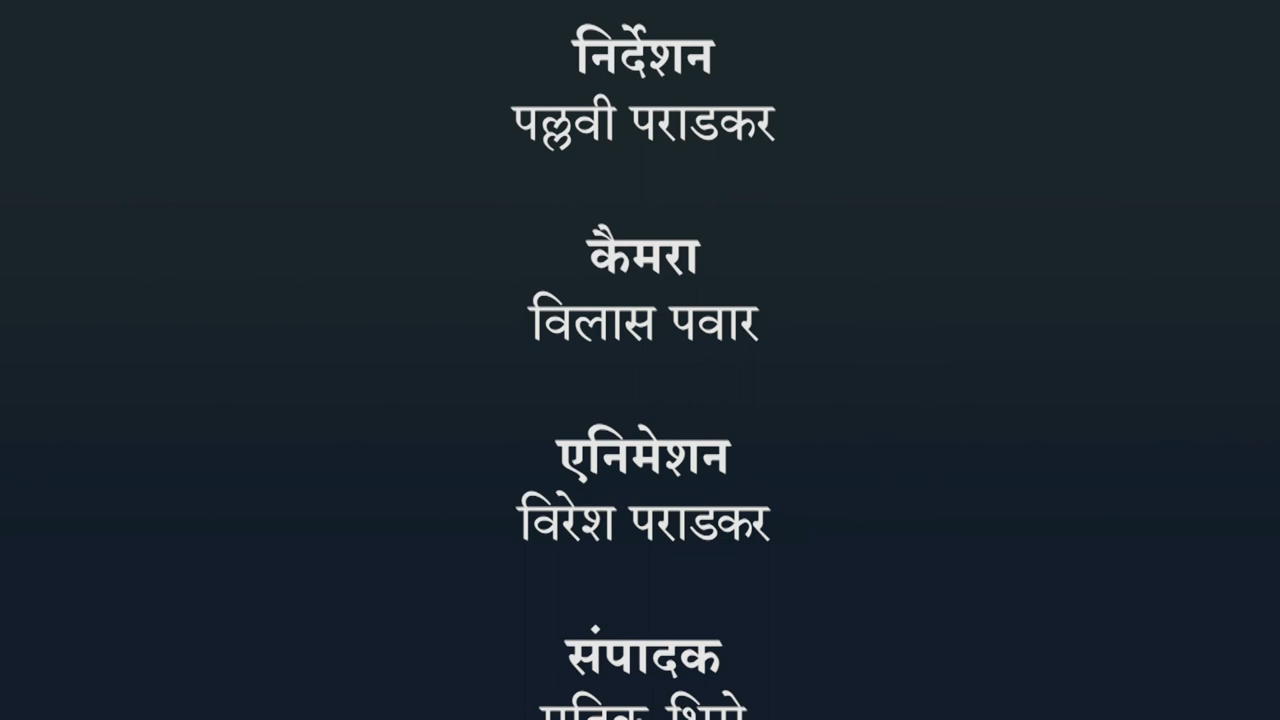 निर्देशन
पल्लवी पराडकर
कैमरा
विलास पवार
एनिमेशन
विरेश पराडकर
संपादक